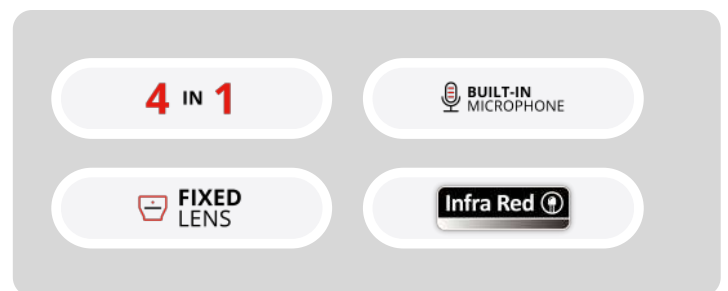 4 IN 1
BUILT-IN
MICROPHONE
FIXED
LENS
Infra Red